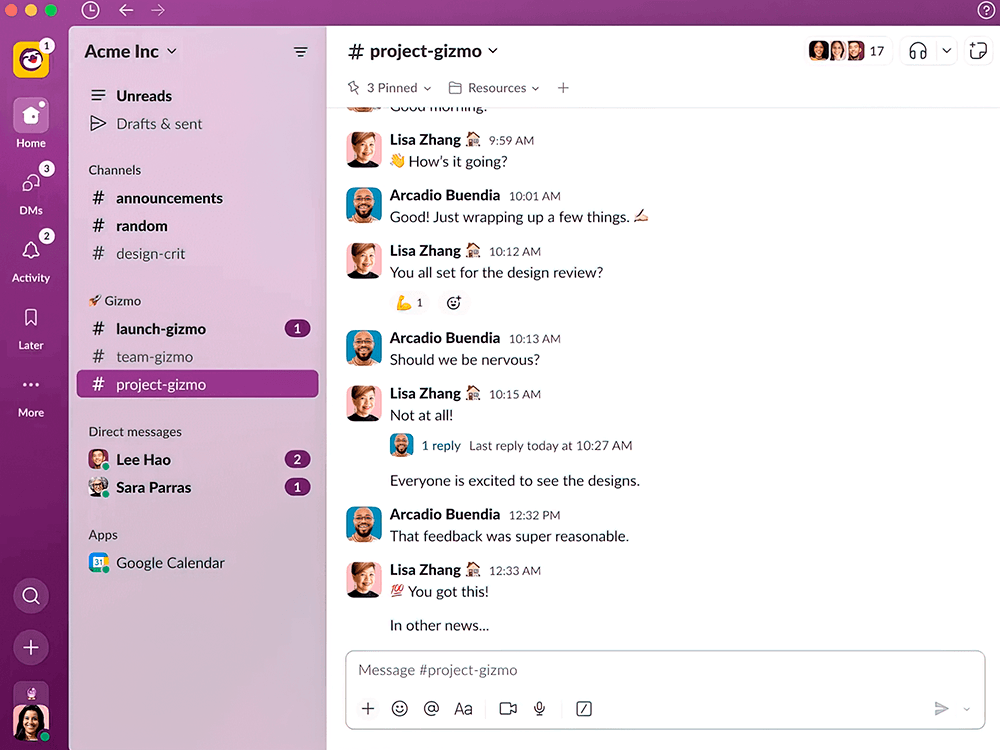 1
Home
3
DMs
2
Activity
Later
More
Acme Inc
Unreads
Drafts & sent
Channels
# announcements
# random
# design-crit
Gizmo
# launch-gizmo 1
# team-gizmo
# project-gizmo
Direct messages
Lee Hao 2
Sara Parras 1
Apps
31 Google Calendar
# project-gizmo
17
3 Pinned Resources +
Good morning.
Lisa Zhang 9:59 AM
👋 How's it going?
Arcadio Buendia 10:01 AM
Good! Just wrapping up a few things. ✍🏻
Lisa Zhang 10:12 AM
You all set for the design review?
💪 1
Arcadio Buendia 10:13 AM
Should we be nervous?
Lisa Zhang 10:15 AM
Not at all!
1 reply Last reply today at 10:27 AM
Everyone is excited to see the designs.
Arcadio Buendia 12:32 PM
That feedback was super reasonable.
Lisa Zhang 12:33 AM
💯 You got this!
In other news...
Message #project-gizmo
+ @ Aa